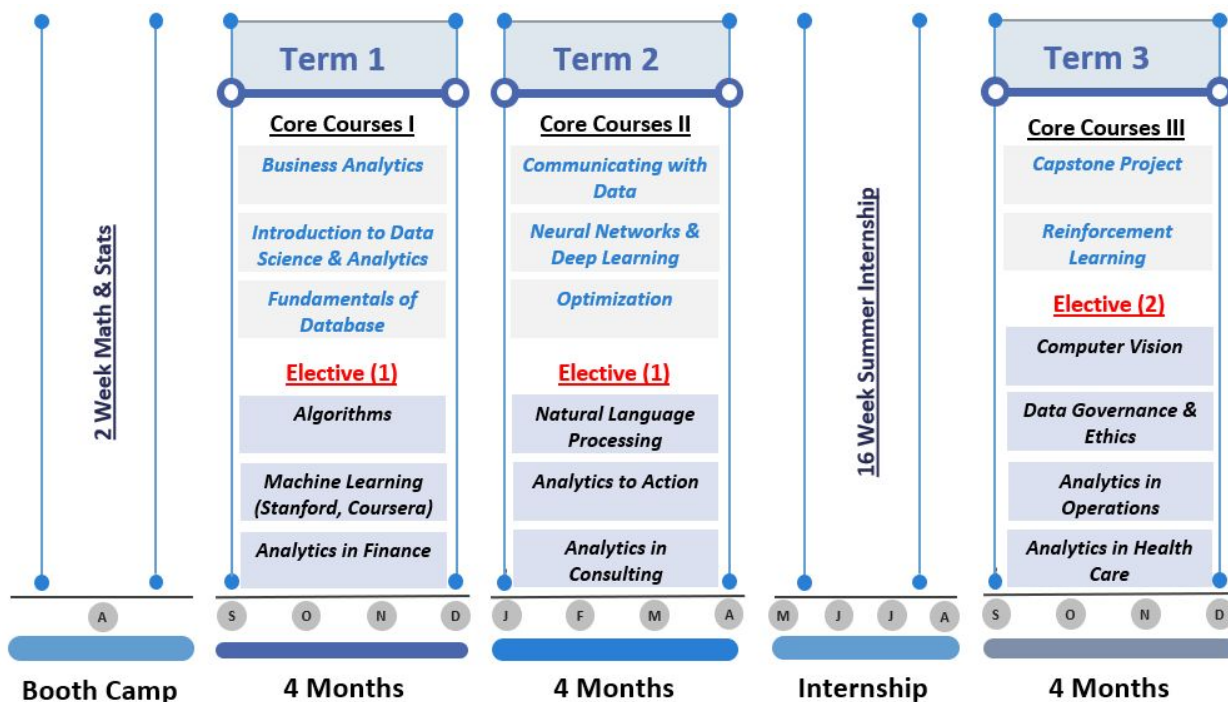 2 Week Math & Stats
A
Booth Camp
Term 1
Core Courses I
Business Analytics
Introduction to Data
Science & Analytics
Fundamentals of
Database
Elective (1)
Algorithms
Machine Learning
(Stanford, Coursera)
Analytics in Finance
S O N D
4 Months
Term 2
Core Courses II
Communicating with
Data
Neural Networks &
Deep Learning
Optimization
Elective (1)
Natural Language
Processing
Analytics to Action
Analytics in
Consulting
J F M A
4 Months
16 Week Summer Internship
M J J A
Internship
Term 3
Core Courses III
Capstone Project
Reinforcement
Learning
Elective (2)
Computer Vision
Data Governance &
Ethics
Analytics in
Operations
Analytics in Health
Care
S O N D
4 Months